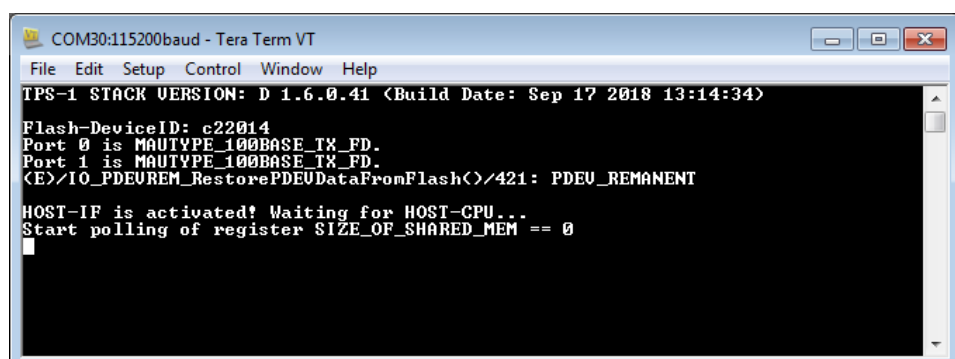 COM30:115200baud - Tera Term VT
File Edit Setup Control Window Help
TPS-1 STACK VERSION: D 1.6.0.41 (Build Date: Sep 17 2018 13:14:34)
Flash-DeviceID: c22014
Port 0 is MAUTYPE_100BASE_TX_FD.
Port 1 is MAUTYPE_100BASE_TX_FD.
(E)/IO_PDEVREM_RestorePDEVDataFromFlash()/421: PDEV_REMANENT
HOST-IF is activated! Waiting for HOST-CPU...
Start polling of register SIZE_OF_SHARED_MEM == 0